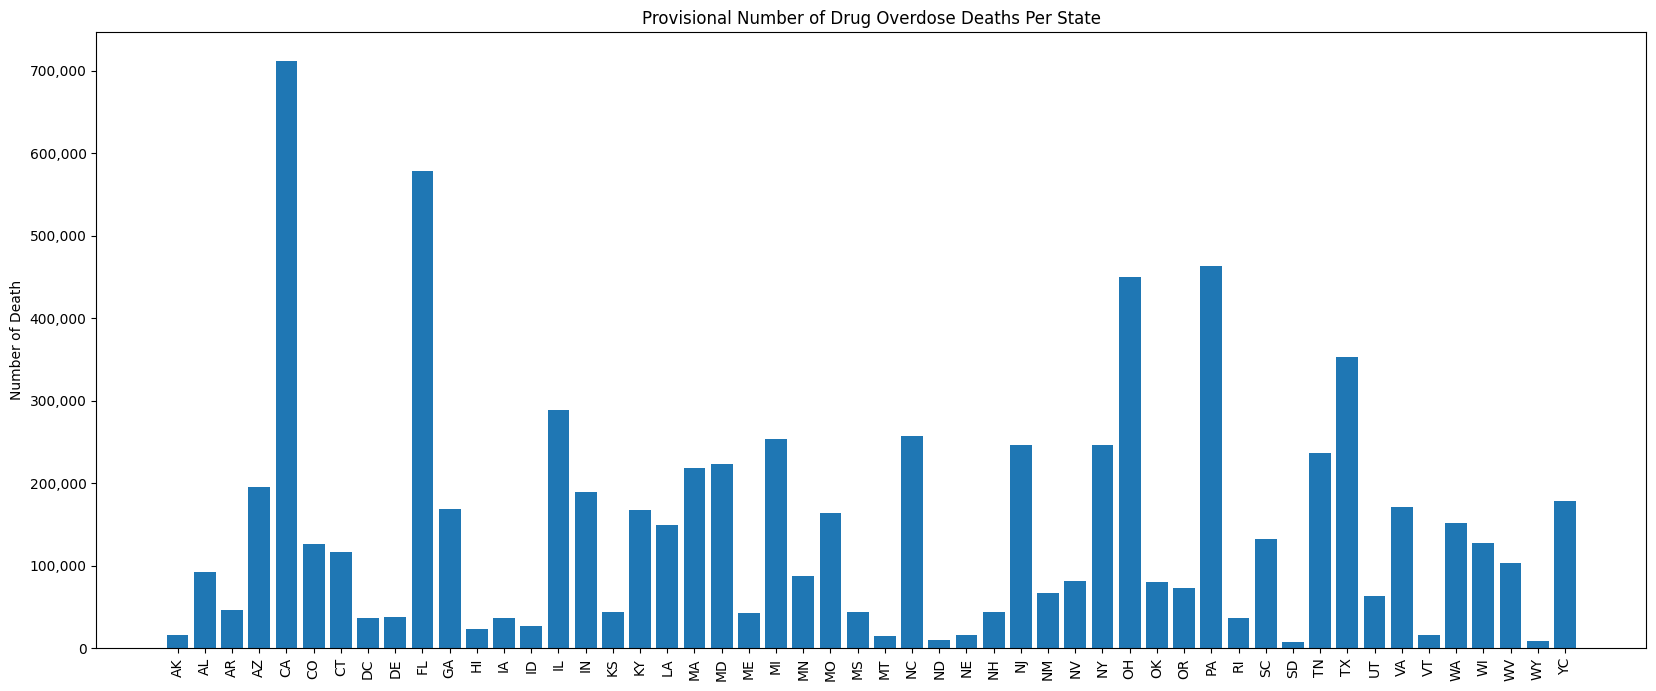 Provisional Number of Drug Overdose Deaths Per State
Number of Death
700,000
600,000
500,000
400,000
300,000
200,000
100,000
0
AK AL AR AZ CA CO CT DC DE FL GA HI IA ID IL IN KS KY LA MA MD ME MI MN MO MS MT NC ND NE NH NJ NM NV NY OH OK OR PA RI SC SD TN TX UT VA VT WA WI WV WY YC